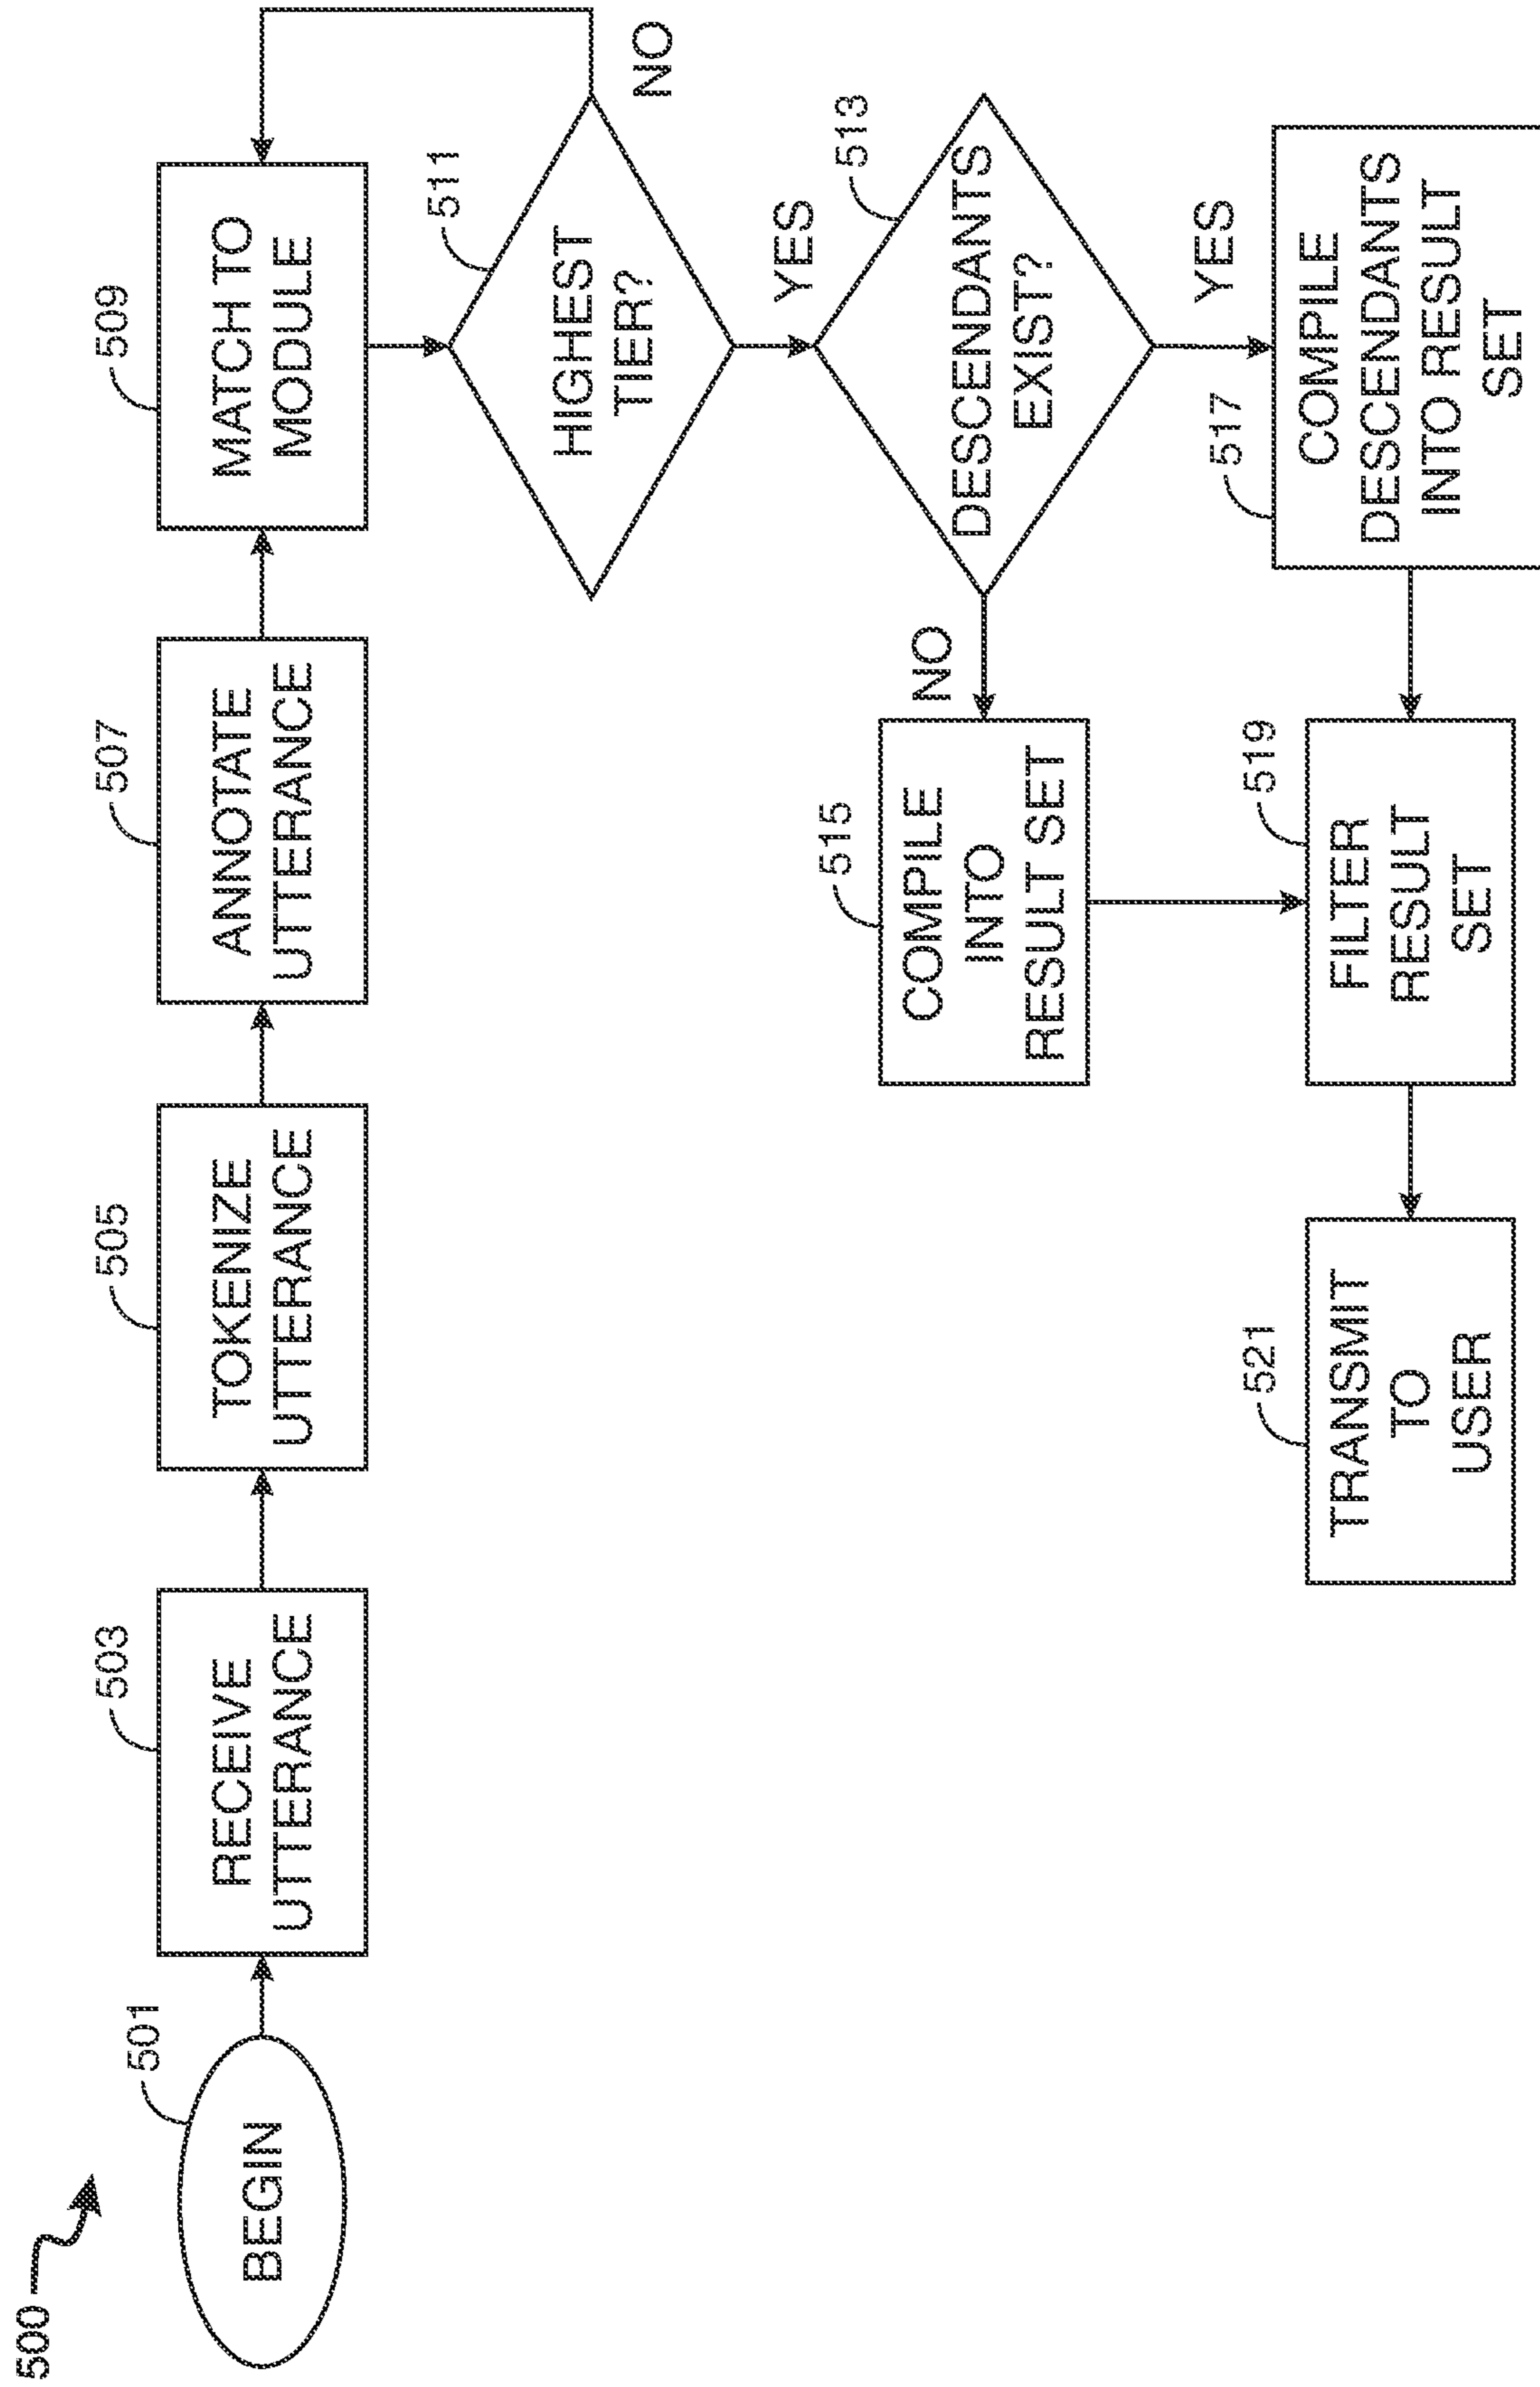 500
501
BEGIN
503
RECEIVE
UTTERANCE
505
TOKENIZE
UTTERANCE
507
ANNOTATE
UTTERANCE
509
MATCH TO
MODULE
511
HIGHEST
TIER?
NO
YES
513
DESCENDANTS
EXIST?
NO
YES
515
COMPILE
INTO
RESULT SET
517
COMPILE
DESCENDANTS
INTO RESULT
SET
519
FILTER
RESULT
SET
521
TRANSMIT
TO
USER